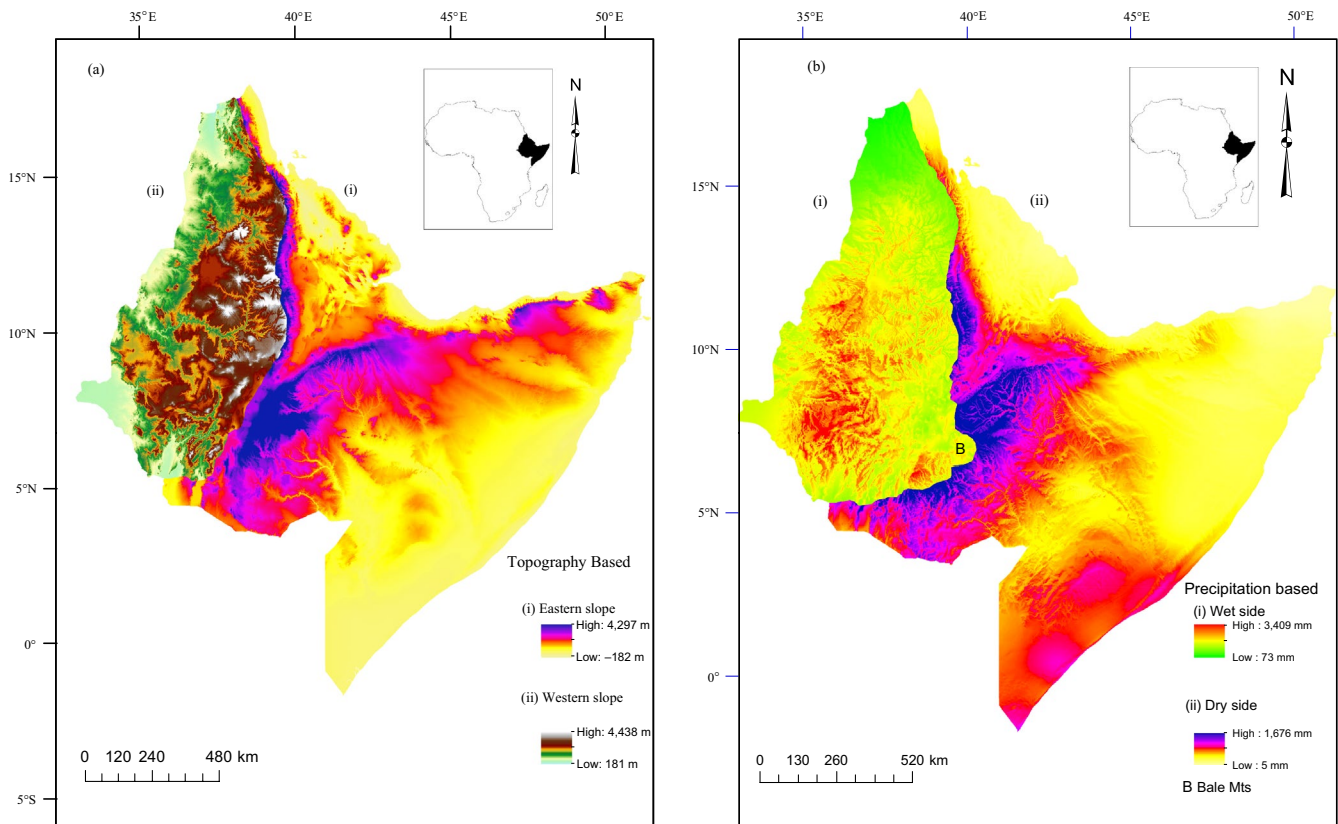 35°E 40°E 45°E 50°E
(a)
N
15°N
(ii)
(i)
10°N
5°N
Topography Based
(i) Eastern slope
High: 4,297 m
Low: –182 m
0°
(ii) Western slope
High: 4,438 m
Low: 181 m
0 120 240 480 km
5°S
35°E 40°E 45°E 50°E
(b)
N
15°N
(i)
(ii)
10°N
B
5°N
Precipitation based
(i) Wet side
High : 3,409 mm
Low : 73 mm
0°
(ii) Dry side
High : 1,676 mm
Low : 5 mm
0 130 260 520 km
B Bale Mts